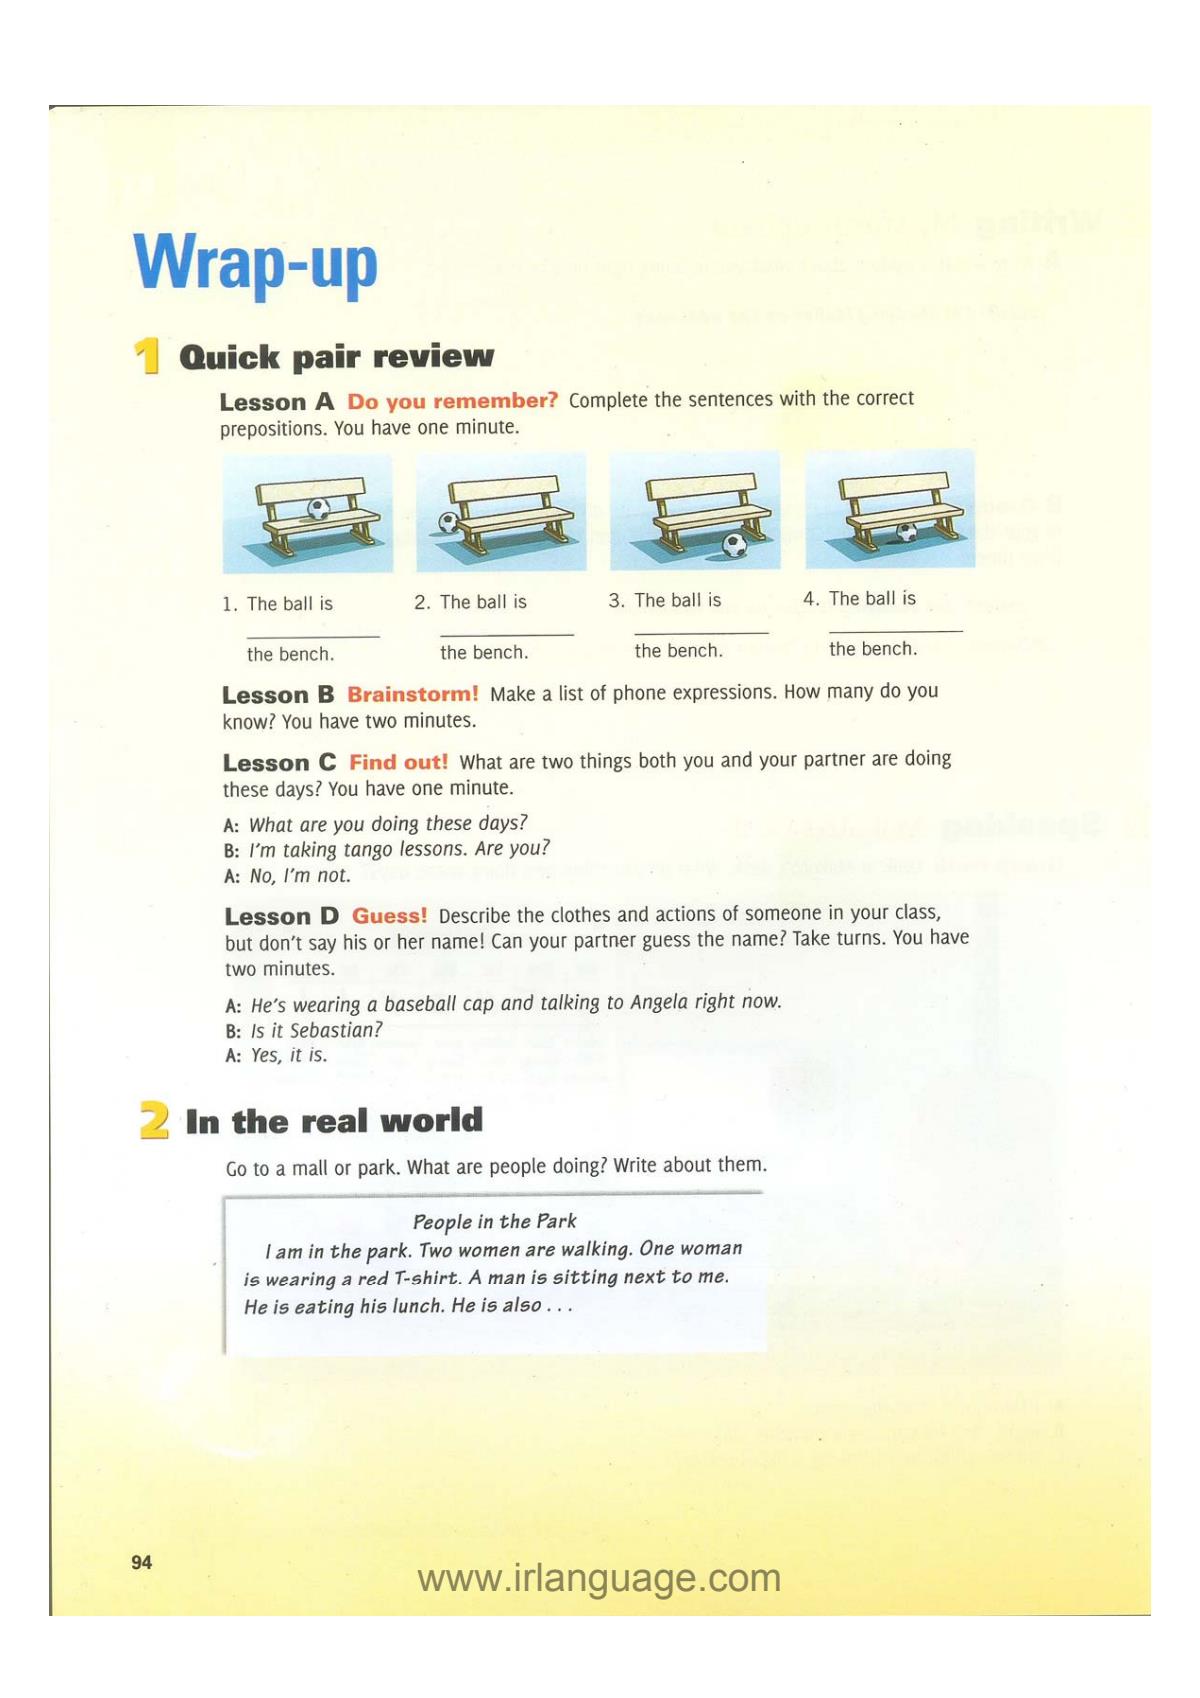 Wrap-up
1 Quick pair review
Lesson A Do you remember? Complete the sentences with the correct
prepositions. You have one minute.
1. The ball is
___
the bench.
2. The ball is
___
the bench.
3. The ball is
___
the bench.
4. The ball is
___
the bench.
Lesson B Brainstorm! Make a list of phone expressions. How many do you
know? You have two minutes.
Lesson C Find out! What are two things both you and your partner are doing
these days? You have one minute.
A: What are you doing these days?
B: I'm taking tango lessons. Are you?
A: No, I'm not.
Lesson D Guess! Describe the clothes and actions of someone in your class,
but don't say his or her name! Can your partner guess the name? Take turns. You have
two minutes.
A: He's wearing a baseball cap and talking to Angela right now.
B: Is it Sebastian?
A: Yes, it is.
2 In the real world
Go to a mall or park. What are people doing? Write about them.
People in the Park
I am in the park. Two women are walking. One woman
is wearing a red T-shirt. A man is sitting next to me.
He is eating his lunch. He is also . . .
94
www.irlanguage.com